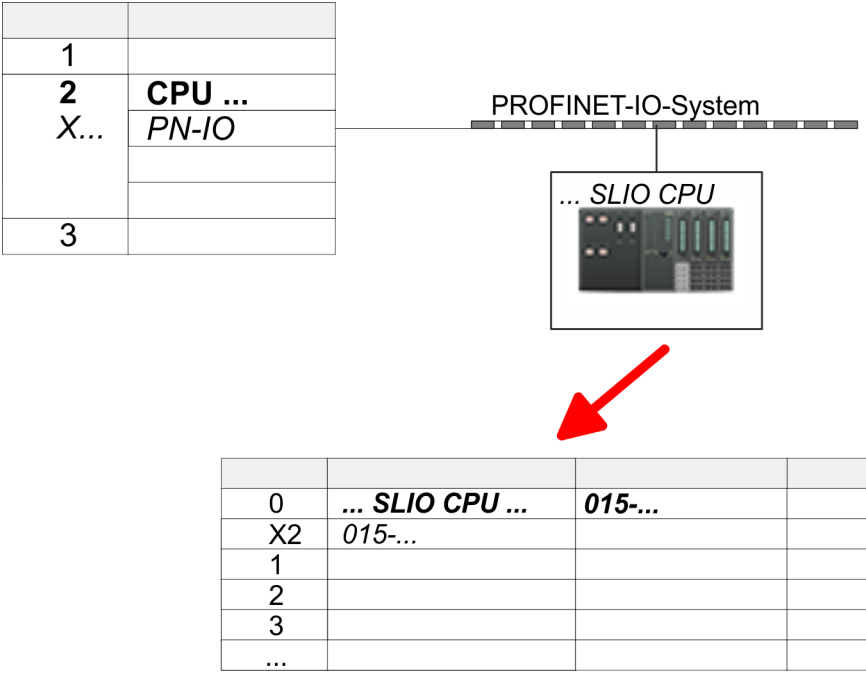 1
2 CPU ...
X... PN-IO
3
PROFINET-IO-System
... SLIO CPU
0 ... SLIO CPU ... 015-...
X2 015-...
1
2
3
...